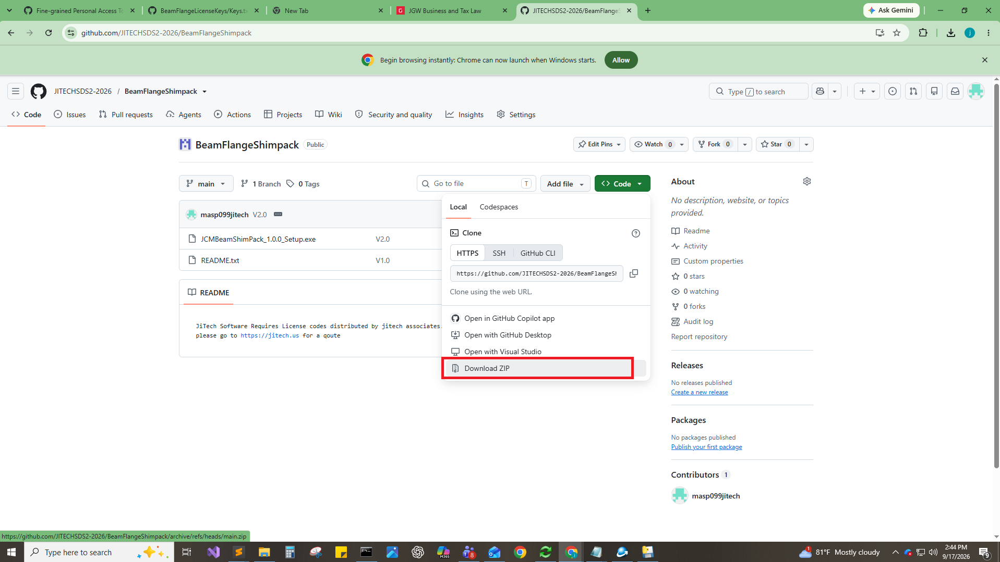 Fine-grained Personal Access To
BeamFlangeLicenseKeys/Keys.tx
New Tab
JGW Business and Tax Law
JITECHSDS2-2026/BeamFlangeS
Ask Gemini
github.com/JITECHSDS2-2026/BeamFlangeShimpack
j
Begin browsing instantly: Chrome can now launch when Windows starts.
Allow
JITECHSDS2-2026 / BeamFlangeShimpack
Type / to search
Code
Issues
Pull requests
Agents
Actions
Projects
Wiki
Security and quality
Insights
Settings
BeamFlangeShimpack Public
Edit Pins
Watch 0
Fork 0
Star 0
main
1 Branch
0 Tags
Go to file T
Add file
Code
masp099jitech V2.0
JCMBeamShimPack_1.0.0_Setup.exe V2.0
README.txt V1.0
README
JiTech Software Requires License codes distributed by jitech associates.
please go to https://jitech.us for a qoute
Local
Codespaces
Clone
HTTPS
SSH
GitHub CLI
https://github.com/JITECHSDS2-2026/BeamFlangeSh
Clone using the web URL.
Open in GitHub Copilot app
Open with GitHub Desktop
Open with Visual Studio
Download ZIP
About
No description, website, or topics
provided.
Readme
Activity
Custom properties
0 stars
0 watching
0 forks
Audit log
Report repository
Releases
No releases published
Create a new release
Packages
No packages published
Publish your first package
Contributors 1
masp099jitech
https://github.com/JITECHSDS2-2026/BeamFlangeShimpack/archive/refs/heads/main.zip
Type here to search
M365
8
1
81°F Mostly cloudy
2:44 PM
9/17/2026
9